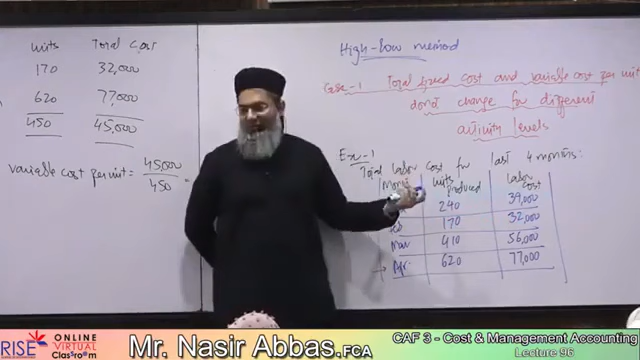 units Total Cost
170 32,000
620 77,000
450 45,000
variable cost per unit = 45,000 / 450 =
High-low method
Case-1 Total fixed cost and variable cost per unit
donot change for different
activity levels
Ex-1
Total labor cost for last 4 months:
Month units produced labor cost
240 39,000
Feb 170 32,000
Mar 410 56,000
→ Apr. 620 77,000
RISE ONLINE VIRTUAL Classroom
Mr. Nasir Abbas.FCA
CAF 3 - Cost & Management Accounting
Lecture 96